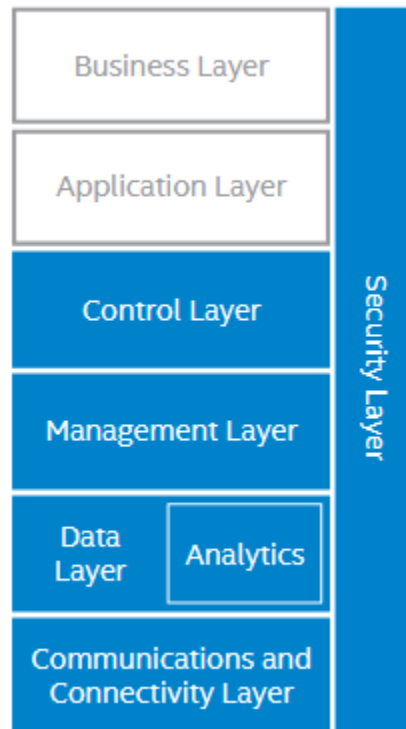 Business Layer
Application Layer
Control Layer
Management Layer
Data
Layer
Analytics
Communications and
Connectivity Layer
Security Layer